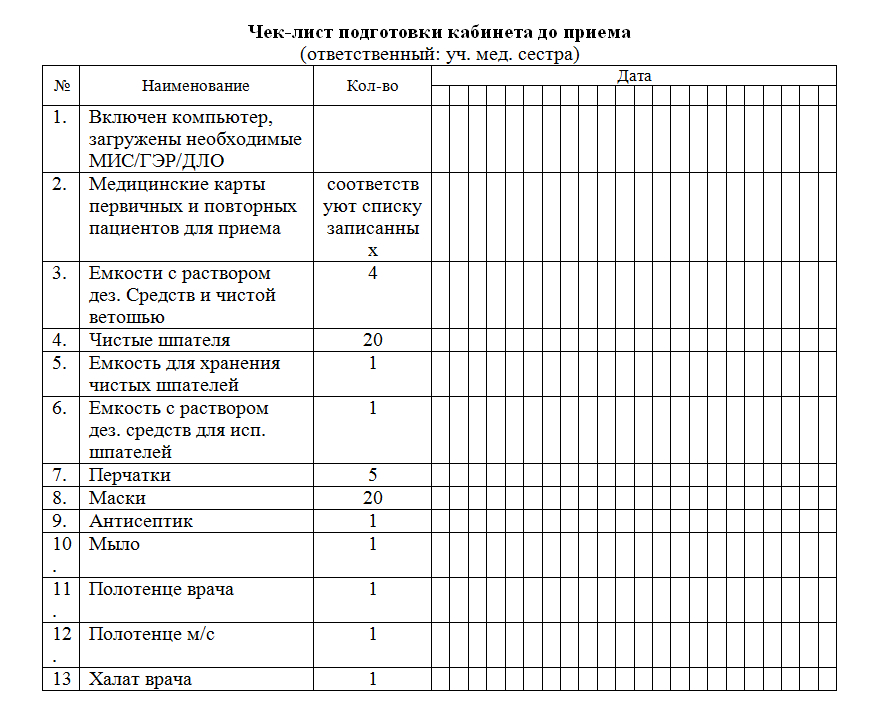 Чек-лист подготовки кабинета до приема
(ответственный: уч. мед. сестра)
№ Наименование Кол-во Дата
1. Включен компьютер,
загружены необходимые
МИС/ГЭР/ДЛО
2. Медицинские карты соответств
первичных и повторных уют списку
пациентов для приема записанны
х
3. Емкости с раствором 4
дез. Средств и чистой
ветошью
4. Чистые шпателя 20
5. Емкость для хранения 1
чистых шпателей
6. Емкость с раствором 1
дез. средств для исп.
шпателей
7. Перчатки 5
8. Маски 20
9. Антисептик 1
10 Мыло 1
.
11 Полотенце врача 1
.
12 Полотенце м/с 1
.
13 Халат врача 1